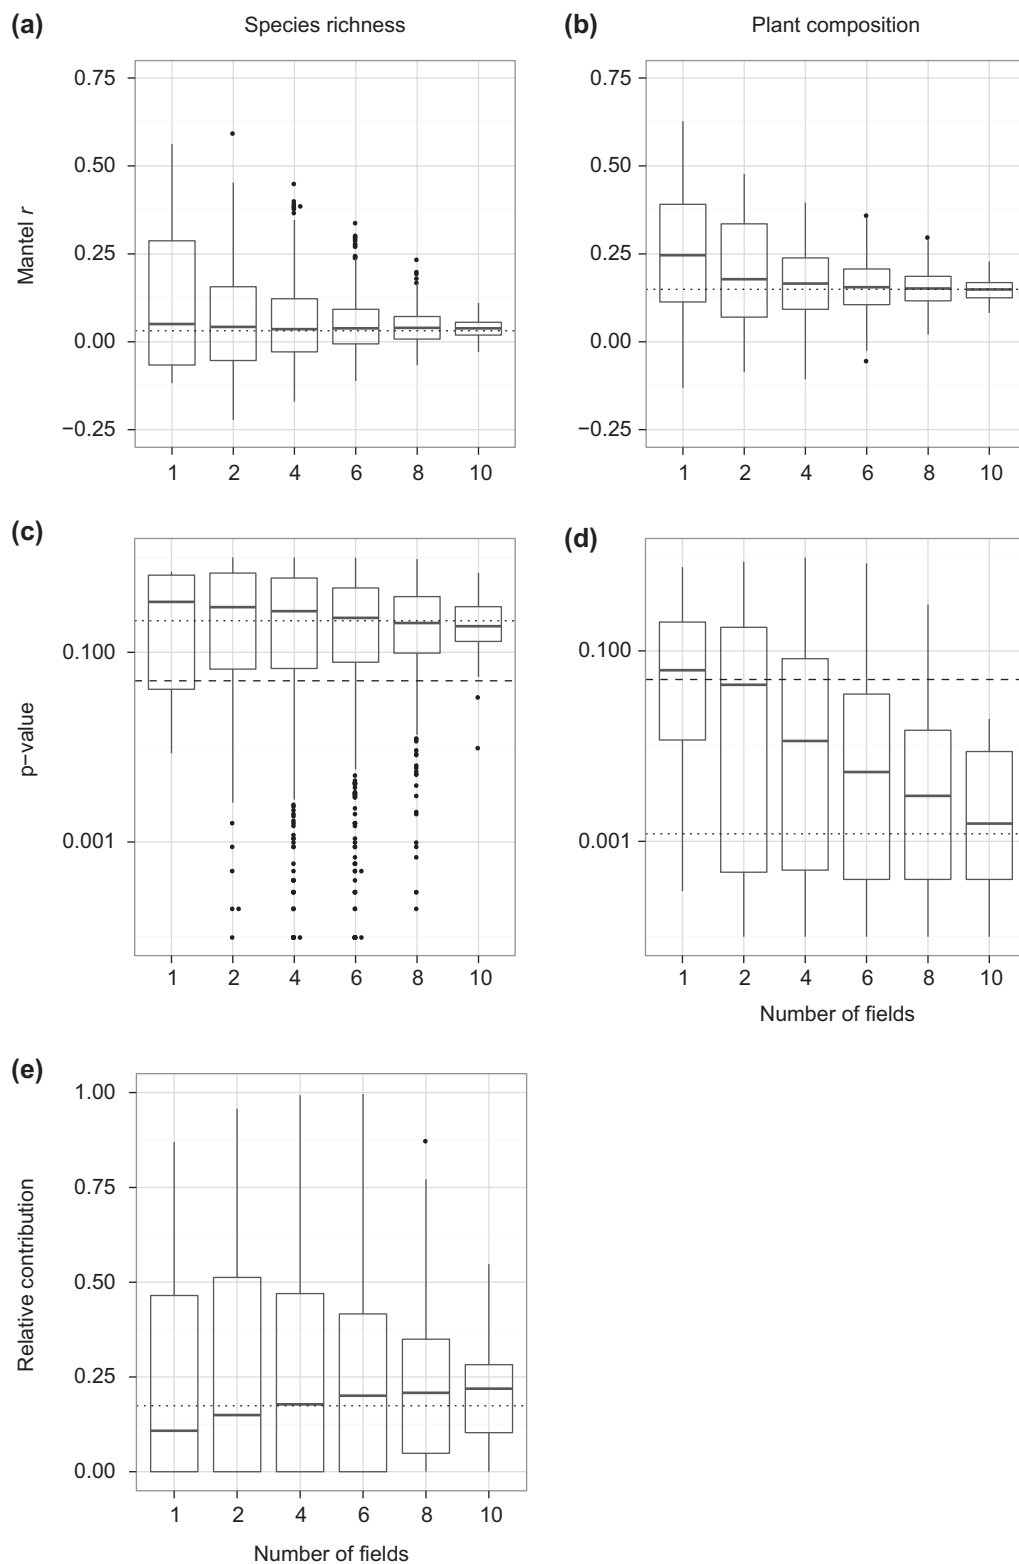 (a) Species richness
(b) Plant composition
Mantel r
0.75
0.50
0.25
0.00
−0.25
1 2 4 6 8 10
0.75
0.50
0.25
0.00
−0.25
1 2 4 6 8 10
(c)
p−value
0.100
0.001
1 2 4 6 8 10
(d)
0.100
0.001
1 2 4 6 8 10
Number of fields
(e)
Relative contribution
1.00
0.75
0.50
0.25
0.00
1 2 4 6 8 10
Number of fields